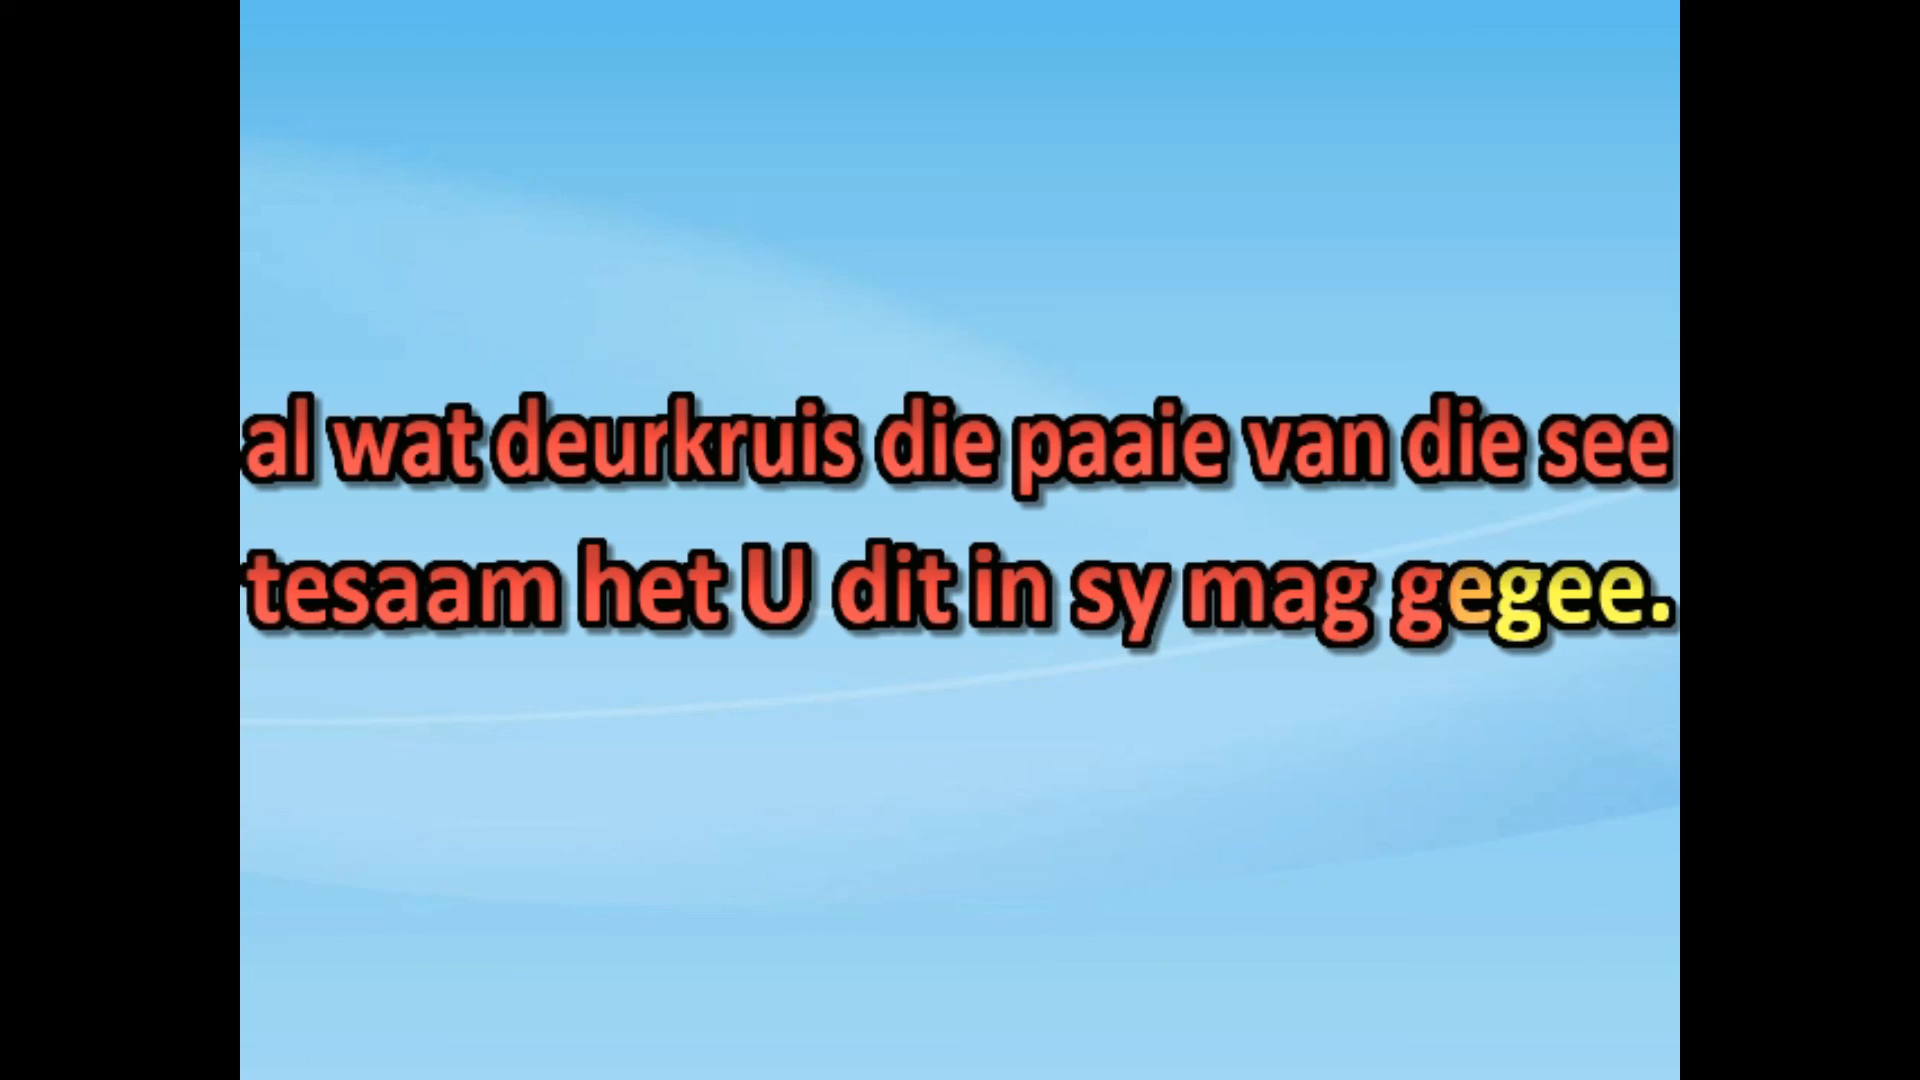 al wat deurkruis die paaie van die see
tesaam het U dit in sy mag gegee.